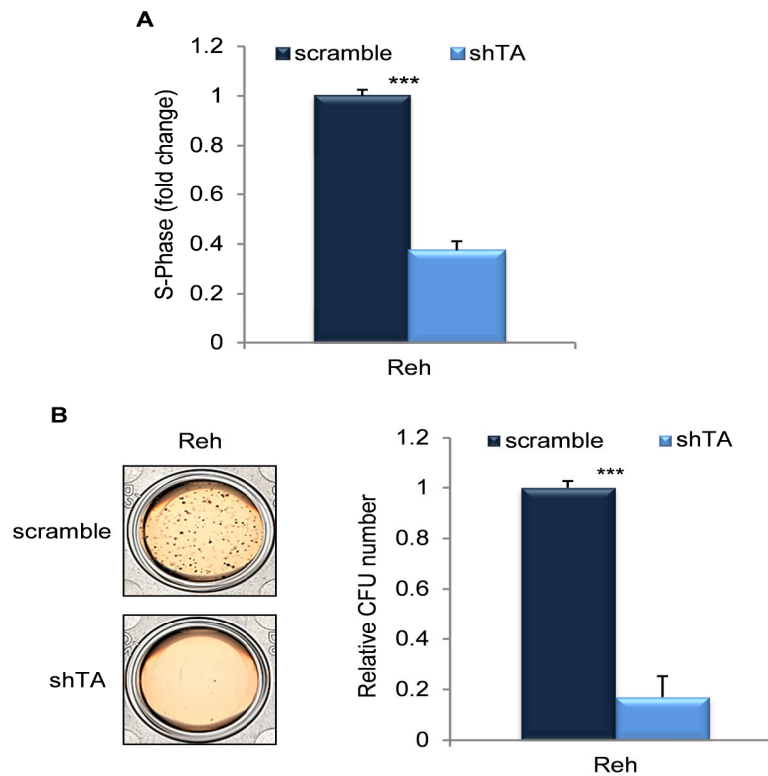 A
S-Phase (fold change)
1.2
1
0.8
0.6
0.4
0.2
0
scramble
shTA
***
Reh
B
Reh
scramble
shTA
Relative CFU number
1.2
1
0.8
0.6
0.4
0.2
0
scramble
shTA
***
Reh